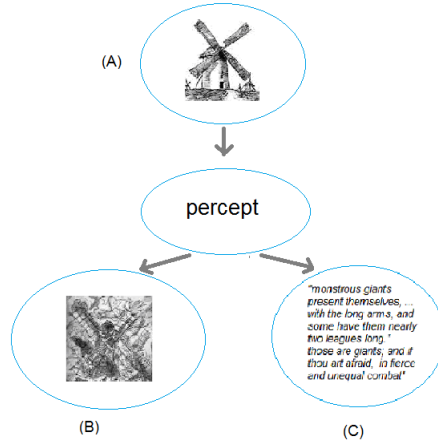 (A)
percept
"monstrous giants
present themselves, ...
with the long arms, and
some have them nearly
two leagues long."
those are giants; and if
thou art afraid, in fierce
and unequal combat"
(B)
(C)